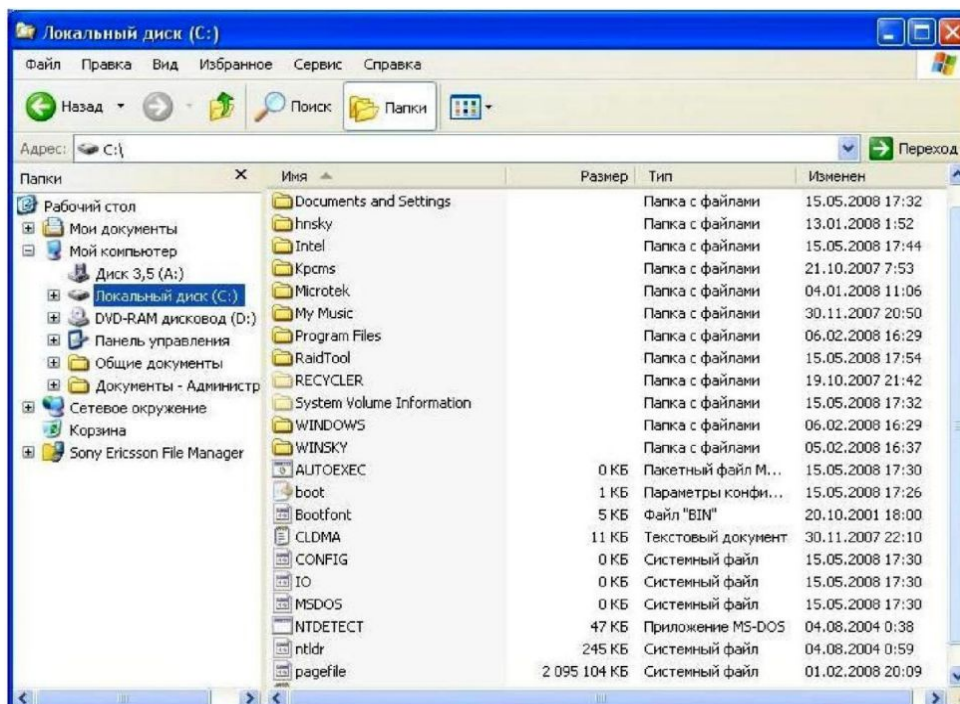 Локальный диск (C:)
Файл Правка Вид Избранное Сервис Справка
Назад Поиск Папки
Адрес: C:\ Переход
Папки Имя Размер Тип Изменен
Рабочий стол
Мои документы
Мой компьютер
Диск 3,5 (A:)
Локальный диск (C:)
DVD-RAM дисковод (D:)
Панель управления
Общие документы
Документы - Администр
Сетевое окружение
Корзина
Sony Ericsson File Manager
Documents and Settings Папка с файлами 15.05.2008 17:32
hnsky Папка с файлами 13.01.2008 1:52
Intel Папка с файлами 15.05.2008 17:44
Kpcms Папка с файлами 21.10.2007 7:53
Microtek Папка с файлами 04.01.2008 11:06
My Music Папка с файлами 30.11.2007 20:50
Program Files Папка с файлами 06.02.2008 16:29
RaidTool Папка с файлами 15.05.2008 17:54
RECYCLER Папка с файлами 19.10.2007 21:42
System Volume Information Папка с файлами 15.05.2008 17:32
WINDOWS Папка с файлами 06.02.2008 16:29
WINSKY Папка с файлами 05.02.2008 16:37
AUTOEXEC 0 КБ Пакетный файл M... 15.05.2008 17:30
boot 1 КБ Параметры конфи... 15.05.2008 17:26
Bootfont 5 КБ Файл "BIN" 20.10.2001 18:00
CLDMA 11 КБ Текстовый документ 30.11.2007 22:10
CONFIG 0 КБ Системный файл 15.05.2008 17:30
IO 0 КБ Системный файл 15.05.2008 17:30
MSDOS 0 КБ Системный файл 15.05.2008 17:30
NTDETECT 47 КБ Приложение MS-DOS 04.08.2004 0:38
ntldr 245 КБ Системный файл 04.08.2004 0:59
pagefile 2 095 104 КБ Системный файл 01.02.2008 20:09